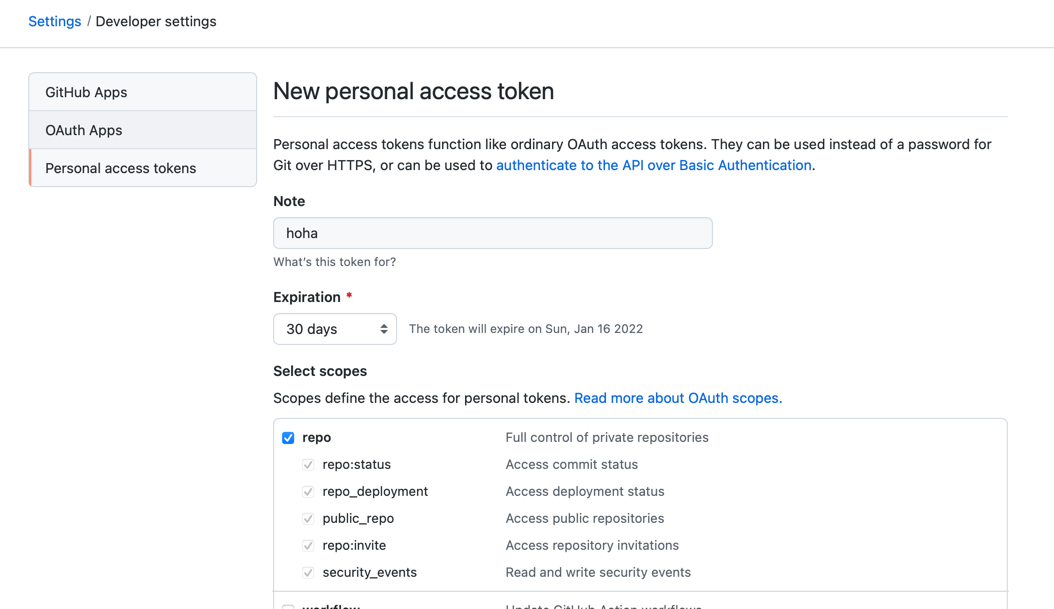 Settings / Developer settings
GitHub Apps
OAuth Apps
Personal access tokens
New personal access token
Personal access tokens function like ordinary OAuth access tokens. They can be used instead of a password for
Git over HTTPS, or can be used to authenticate to the API over Basic Authentication.
Note
hoha
What's this token for?
Expiration *
30 days The token will expire on Sun, Jan 16 2022
Select scopes
Scopes define the access for personal tokens. Read more about OAuth scopes.
repo Full control of private repositories
repo:status Access commit status
repo_deployment Access deployment status
public_repo Access public repositories
repo:invite Access repository invitations
security_events Read and write security events
workflow Update GitHub Action workflows